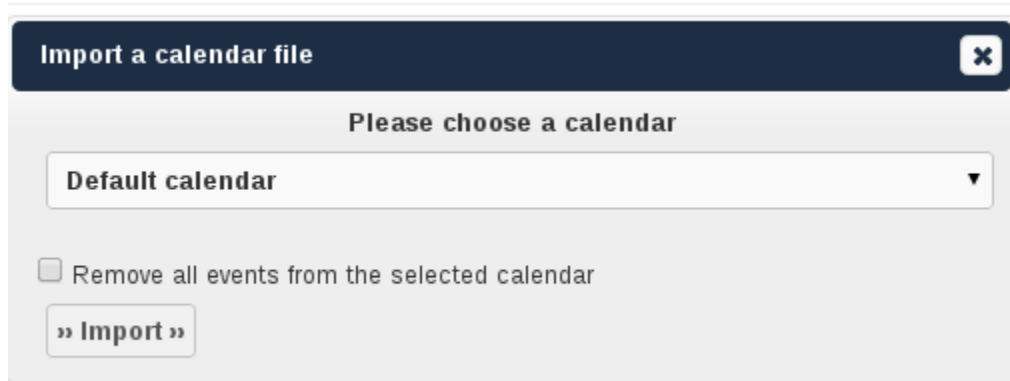 Import a calendar file
Please choose a calendar
Default calendar
Remove all events from the selected calendar
›› Import ››